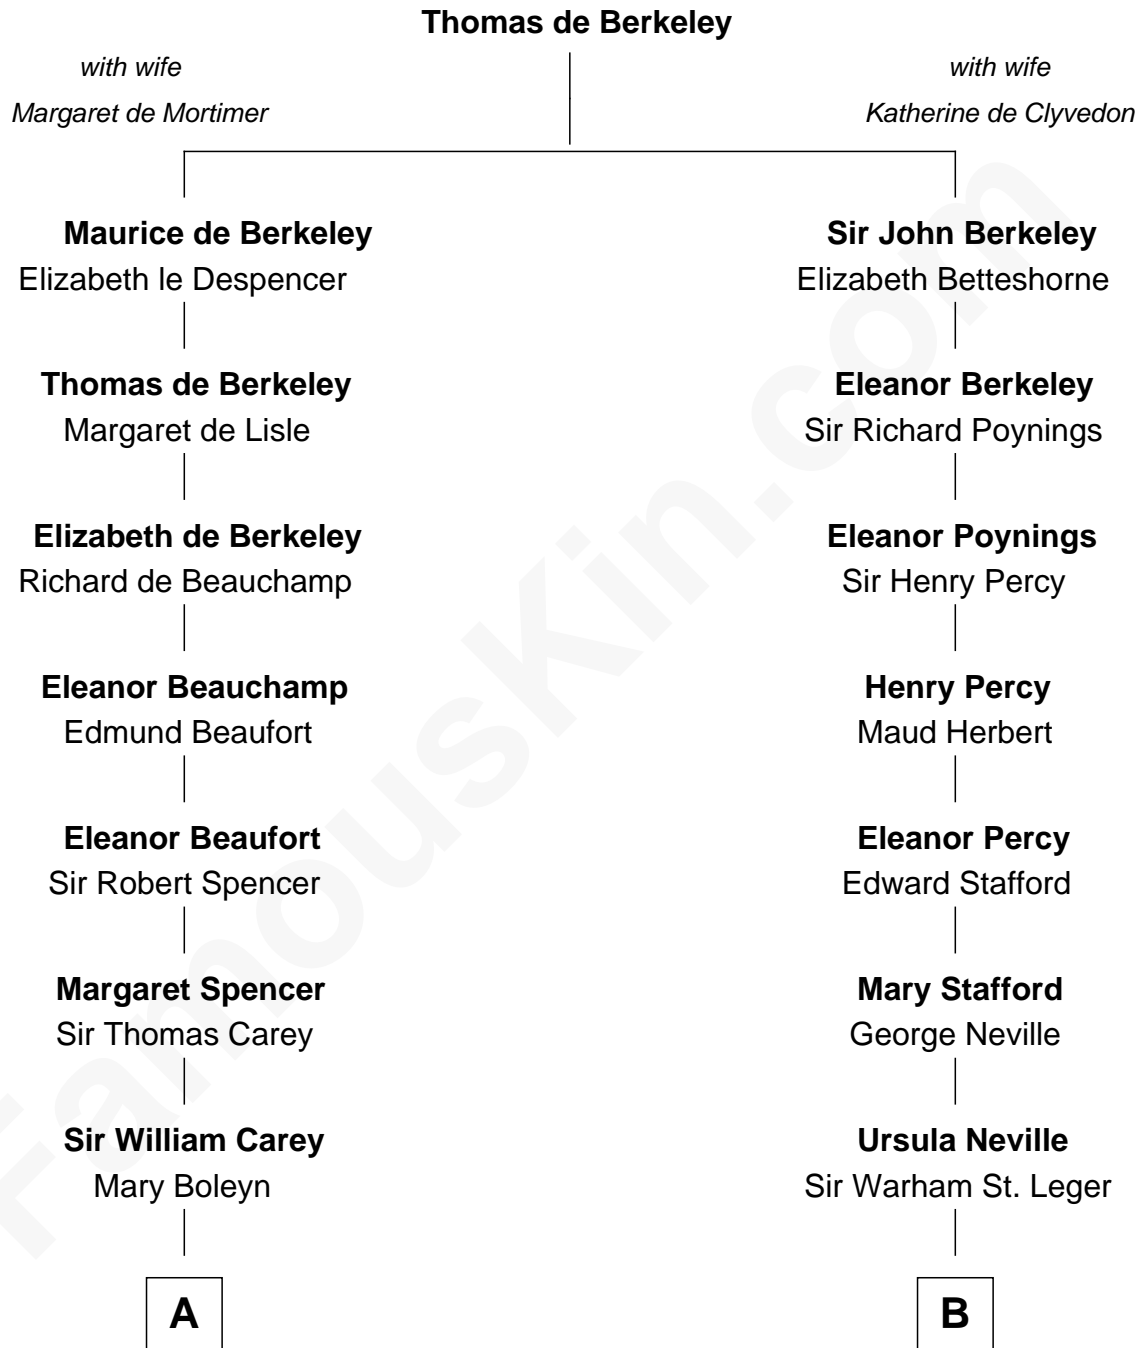 Thomas de Berkeley
with wife
Margaret de Mortimer
with wife
Katherine de Clyvedon
Maurice de Berkeley
Elizabeth le Despencer
Sir John Berkeley
Elizabeth Betteshorne
Thomas de Berkeley
Margaret de Lisle
Eleanor Berkeley
Sir Richard Poynings
Elizabeth de Berkeley
Richard de Beauchamp
Eleanor Poynings
Sir Henry Percy
Eleanor Beauchamp
Edmund Beaufort
Henry Percy
Maud Herbert
Eleanor Beaufort
Sir Robert Spencer
Eleanor Percy
Edward Stafford
Margaret Spencer
Sir Thomas Carey
Mary Stafford
George Neville
Sir William Carey
Mary Boleyn
Ursula Neville
Sir Warham St. Leger
A
B
FamousKin.com